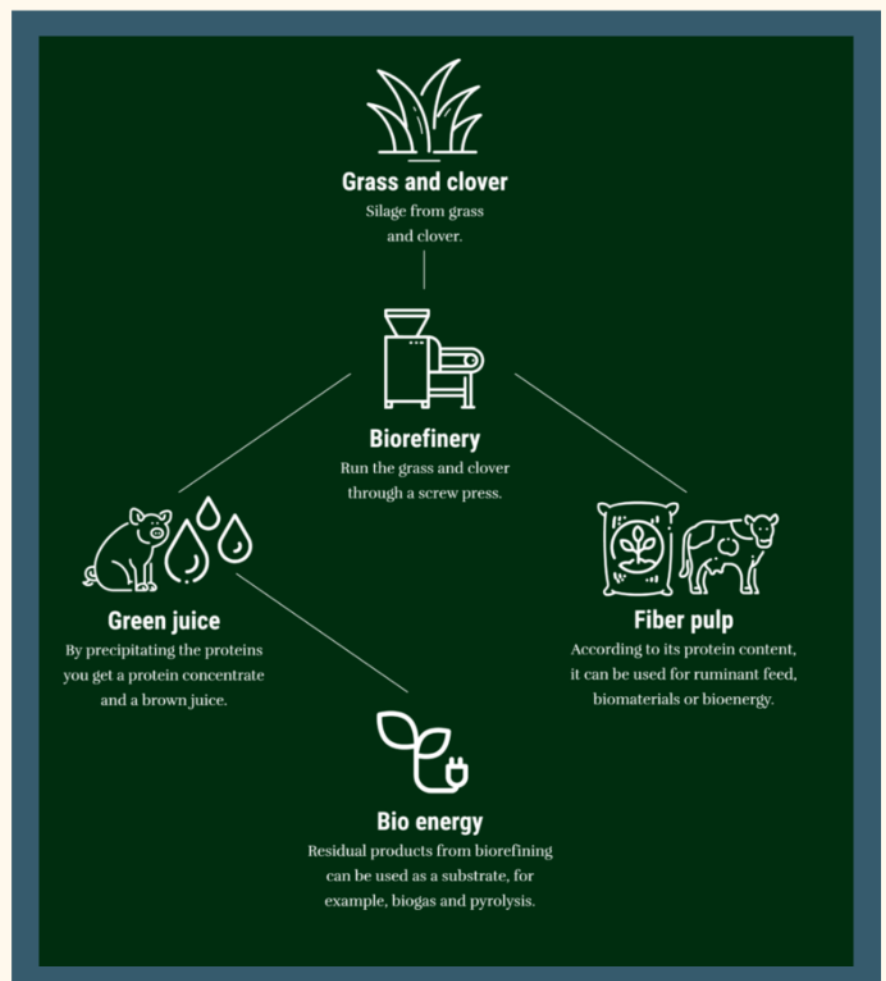 Grass and clover
Silage from grass
and clover.
Biorefinery
Run the grass and clover
through a screw press.
Green juice
By precipitating the proteins
you get a protein concentrate
and a brown juice.
Fiber pulp
According to its protein content,
it can be used for ruminant feed,
biomaterials or bioenergy.
Bio energy
Residual products from biorefining
can be used as a substrate, for
example, biogas and pyrolysis.